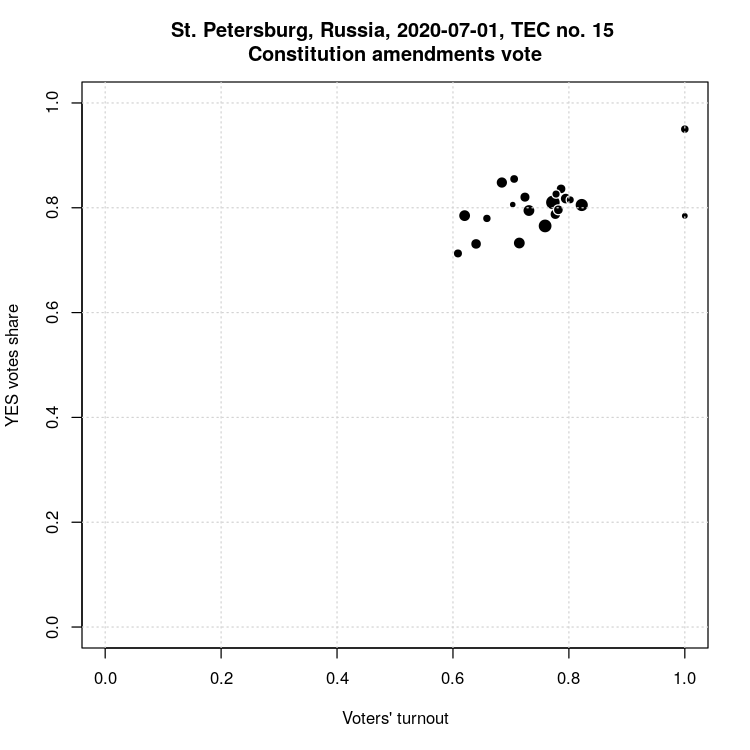 St. Petersburg, Russia, 2020-07-01, TEC no. 15
Constitution amendments vote
YES votes share
1.0
0.8
0.6
0.4
0.2
0.0
0.0 0.2 0.4 0.6 0.8 1.0
Voters' turnout